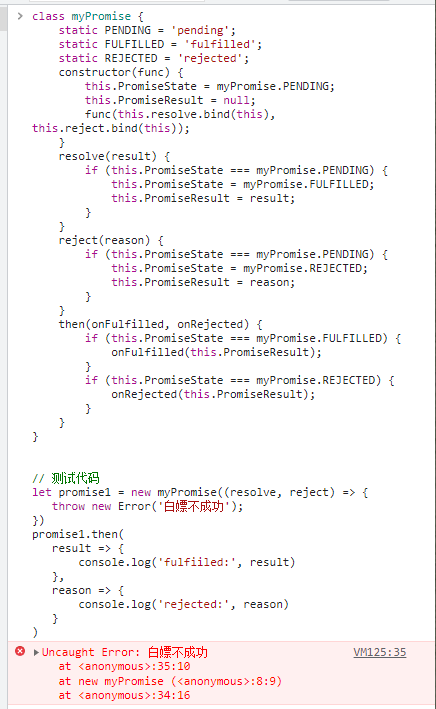 class myPromise {
    static PENDING = 'pending';
    static FULFILLED = 'fulfilled';
    static REJECTED = 'rejected';
    constructor(func) {
        this.PromiseState = myPromise.PENDING;
        this.PromiseResult = null;
        func(this.resolve.bind(this),
this.reject.bind(this));
    }
    resolve(result) {
        if (this.PromiseState === myPromise.PENDING) {
            this.PromiseState = myPromise.FULFILLED;
            this.PromiseResult = result;
        }
    }
    reject(reason) {
        if (this.PromiseState === myPromise.PENDING) {
            this.PromiseState = myPromise.REJECTED;
            this.PromiseResult = reason;
        }
    }
    then(onFulfilled, onRejected) {
        if (this.PromiseState === myPromise.FULFILLED) {
            onFulfilled(this.PromiseResult);
        }
        if (this.PromiseState === myPromise.REJECTED) {
            onRejected(this.PromiseResult);
        }
    }
}
// 测试代码
let promise1 = new myPromise((resolve, reject) => {
   throw new Error('白嫖不成功');
})
promise1.then(
   result => {
       console.log('fulfiiled:', result)
   },
   reason => {
       console.log('rejected:', reason)
   }
)
Uncaught Error: 白嫖不成功 VM125:35
    at <anonymous>:35:10
    at new myPromise (<anonymous>:8:9)
    at <anonymous>:34:16